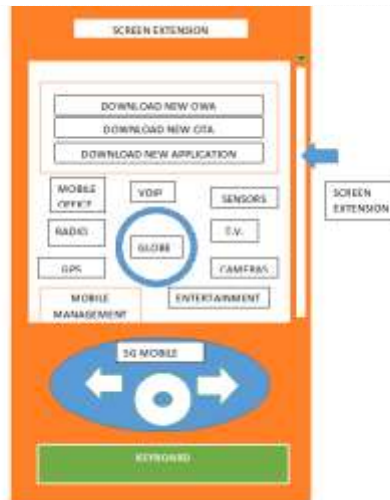 SCREEN EXTENSION
DOWNLOAD NEW OWA
DOWNLOAD NEW OTA
DOWNLOAD NEW APPLICATION
MOBILE
OFFICE
VOIP
SENSORS
RADIO
GLOBE
T.V.
GPS
CAMERAS
MOBILE
MANAGEMENT
ENTERTAINMENT
SCREEN
EXTENSION
5G MOBILE
KEYBOARD